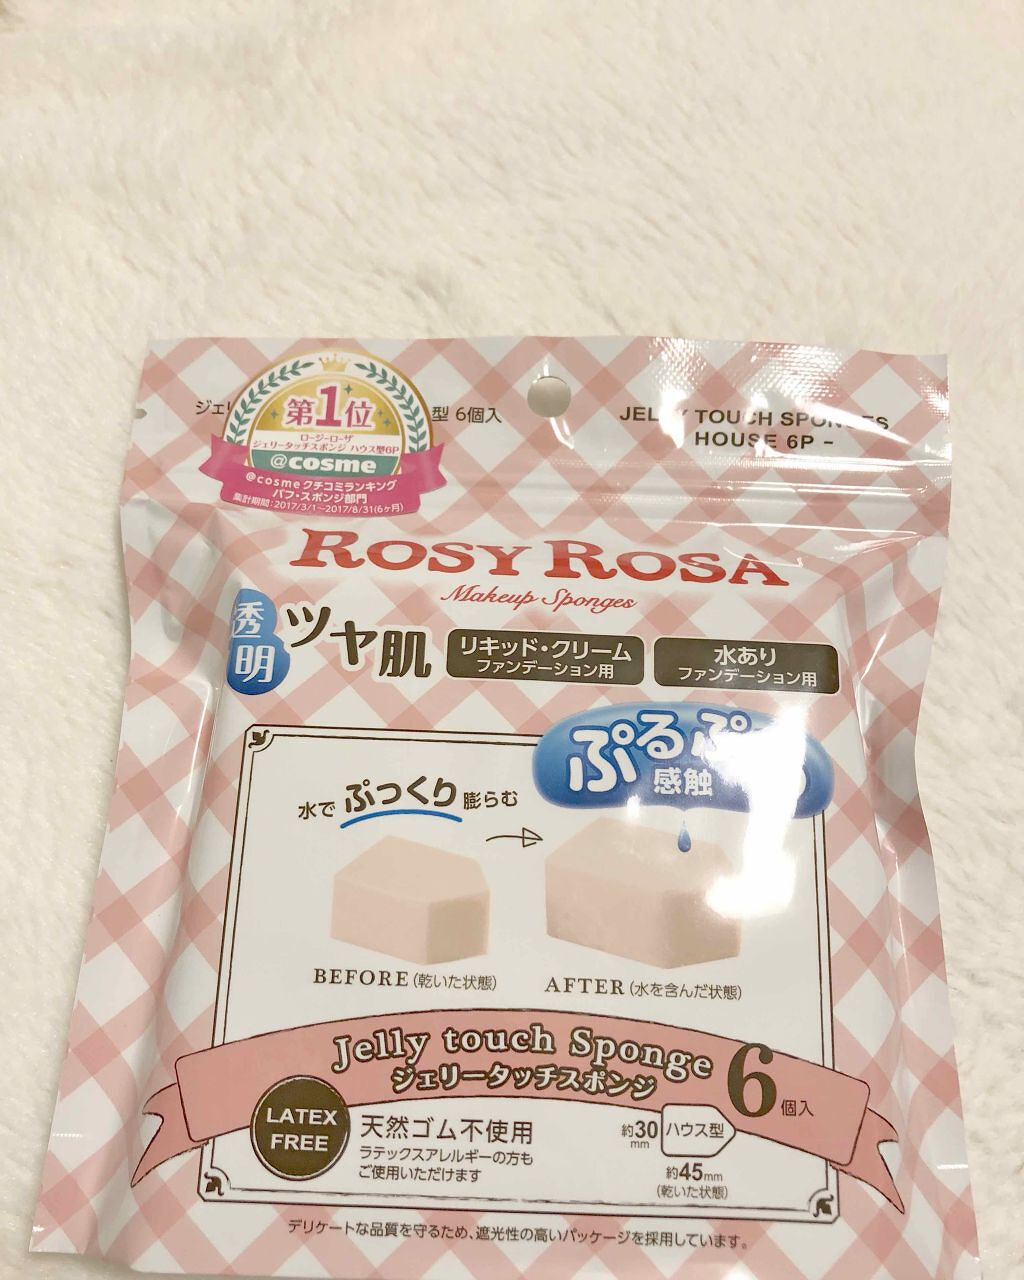 ジェリ
型 6個入
JELLY TOUCH SPONGES
HOUSE 6P -
第1位
ロージーローザ
ジェリータッチスポンジ ハウス型6P
@cosme
@cosmeクチコミランキング
パフ・スポンジ部門
集計期間:2017/3/1~2017/8/31(6ヶ月)
ROSY ROSA
Makeup Sponges
透明
ツヤ肌
リキッド・クリーム
ファンデーション用
水あり
ファンデーション用
ぷるぷ
感触
水でぷっくり膨らむ
BEFORE(乾いた状態)
AFTER(水を含んだ状態)
Jelly touch Sponge
ジェリータッチスポンジ
6個入
LATEX
FREE
天然ゴム不使用
ラテックスアレルギーの方も
ご使用いただけます
約30mm
ハウス型
約45mm
(乾いた状態)
デリケートな品質を守るため、遮光性の高いパッケージを採用しています。